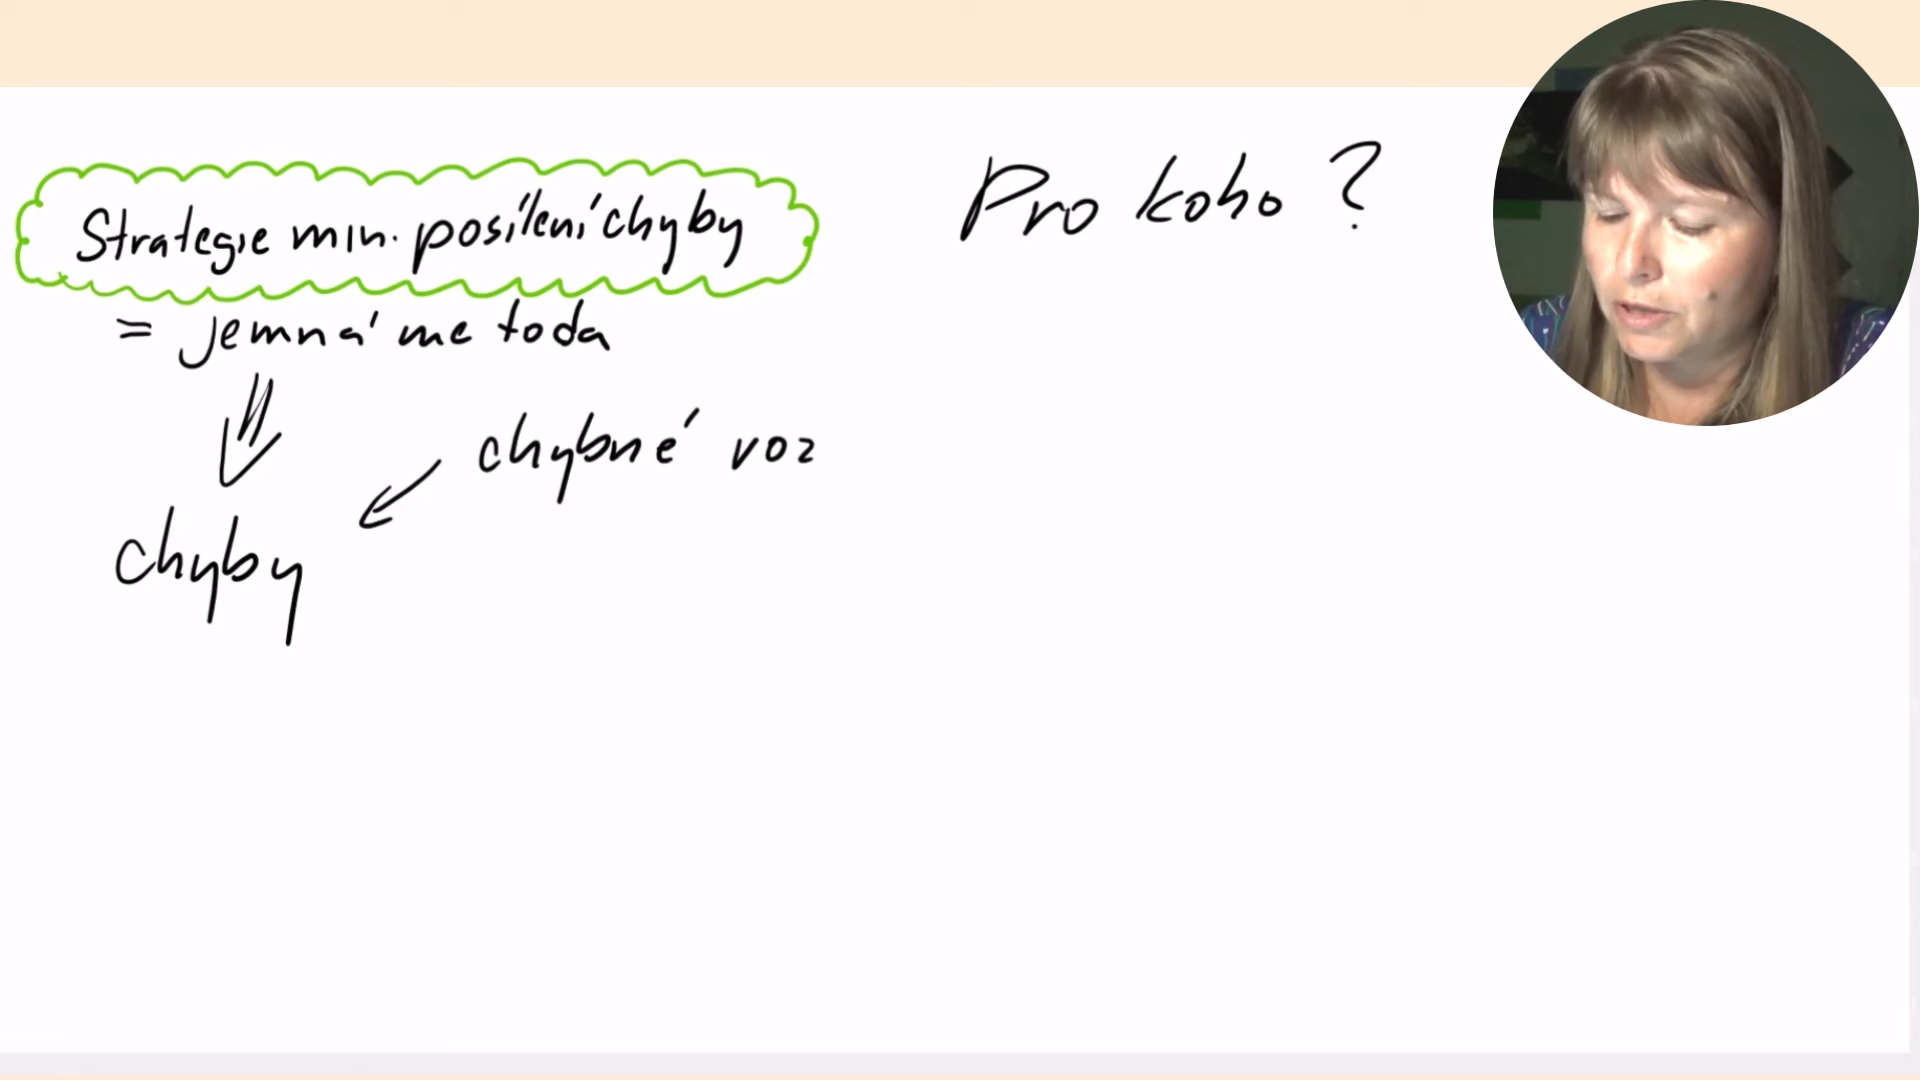 Strategie min. posílení chyby
= jemná metoda
chybné voz
chyby
Pro koho ?